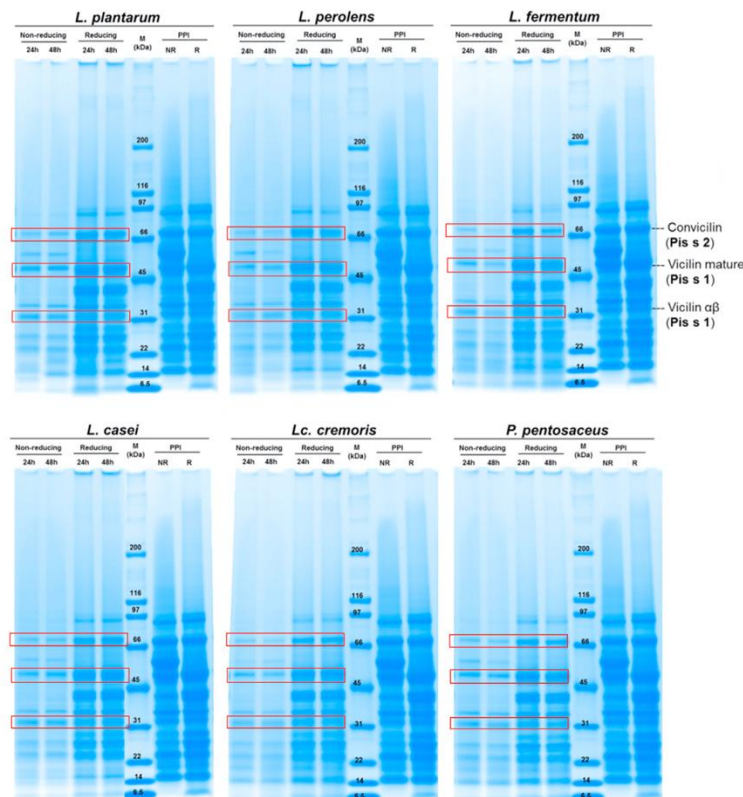 L. plantarum
Non-reducing Reducing M (kDa) PPI
24h 48h 24h 48h NR R
200
116
97
66
45
31
22
14
6.5
L. perolens
Non-reducing Reducing M (kDa) PPI
24h 48h 24h 48h NR R
200
116
97
66
45
31
22
14
6.5
L. fermentum
Non-reducing Reducing M (kDa) PPI
24h 48h 24h 48h NR R
200
116
97
66
45
31
22
14
6.5
Convicilin
(Pis s 2)
Vicilin mature
(Pis s 1)
Vicilin αβ
(Pis s 1)
L. casei
Non-reducing Reducing M (kDa) PPI
24h 48h 24h 48h NR R
200
116
97
66
45
31
22
14
6.5
Lc. cremoris
Non-reducing Reducing M (kDa) PPI
24h 48h 24h 48h NR R
200
116
97
66
45
31
22
14
6.5
P. pentosaceus
Non-reducing Reducing M (kDa) PPI
24h 48h 24h 48h NR R
200
116
97
66
45
31
22
14
6.5